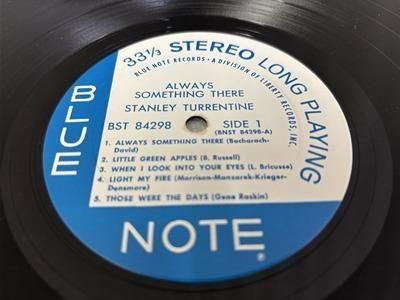 33 1/3 STEREO LONG PLAYING
BLUE NOTE RECORDS • A DIVISION OF LIBERTY RECORDS, INC.
ALWAYS
SOMETHING THERE
STANLEY TURRENTINE
BST 84298 SIDE 1
(BNST 84298-A)
1. ALWAYS SOMETHING THERE (Bacharach-
David)
2. LITTLE GREEN APPLES (B. Russell)
3. WHEN I LOOK INTO YOUR EYES (L. Bricusse)
4. LIGHT MY FIRE (Morrison-Manzarek-Krieger-
Densmore)
5. THOSE WERE THE DAYS (Gene Raskin)
BLUE
NOTE
®